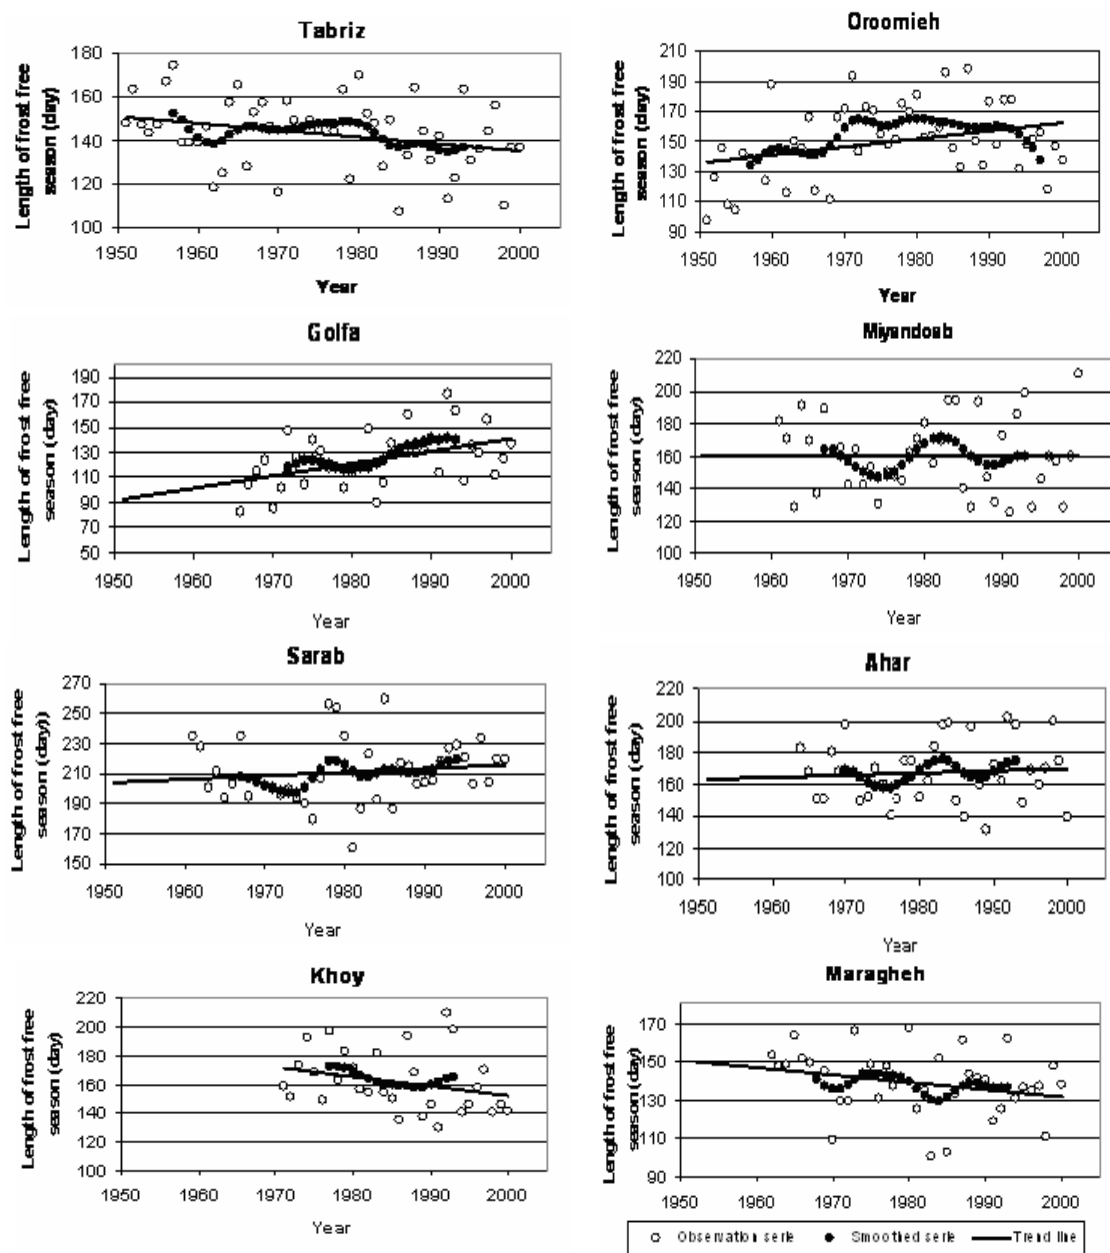 Tabriz
Length of frost free
season (day)
180
160
140
120
100
1950 1960 1970 1980 1990 2000
Year
Oroomieh
Length of frost free
season (day)
210
190
170
150
130
110
90
1950 1960 1970 1980 1990 2000
Year
Golfa
Length of frost free
season (day)
190
170
150
130
110
90
70
50
1950 1960 1970 1980 1990 2000
Year
Miyandoab
Length of frost free
season (day)
220
200
180
160
140
120
100
1950 1960 1970 1980 1990 2000
Year
Sarab
Length of frost free
season (day))
270
250
230
210
190
170
150
1950 1960 1970 1980 1990 2000
Year
Ahar
Length of frost free
season (day)
220
200
180
160
140
120
100
1950 1960 1970 1980 1990 2000
Year
Khoy
Length of frost free
season (day)
220
200
180
160
140
120
100
1950 1960 1970 1980 1990 2000
Year
Maragheh
Length of frost free
season (day)
170
150
130
110
90
1950 1960 1970 1980 1990 2000
Observation serie Smoothed serie Trend line